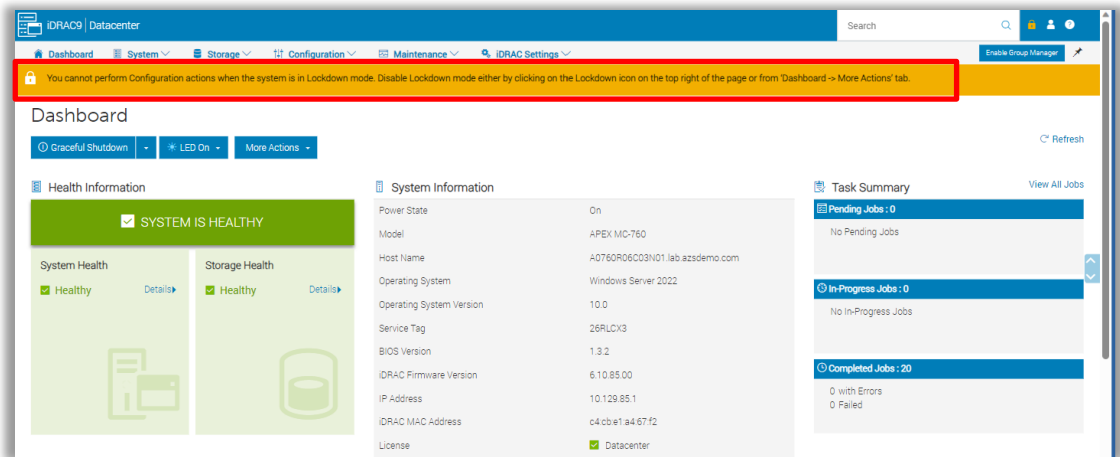 iDRAC9 | Datacenter
Search
Dashboard
System
Storage
Configuration
Maintenance
iDRAC Settings
Enable Group Manager
You cannot perform Configuration actions when the system is in Lockdown mode. Disable Lockdown mode either by clicking on the Lockdown icon on the top right of the page or from 'Dashboard -> More Actions' tab.
Dashboard
Graceful Shutdown
LED On
More Actions
Refresh
Health Information
SYSTEM IS HEALTHY
System Health
Healthy
Details
Storage Health
Healthy
Details
System Information
Power State On
Model APEX MC-760
Host Name A0760R06C03N01.lab.azsdemo.com
Operating System Windows Server 2022
Operating System Version 10.0
Service Tag 26RLCX3
BIOS Version 1.3.2
iDRAC Firmware Version 6.10.85.00
IP Address 10.129.85.1
iDRAC MAC Address c4:cb:e1:a4:67:f2
License Datacenter
Task Summary
View All Jobs
Pending Jobs : 0
No Pending Jobs
In-Progress Jobs : 0
No In-Progress Jobs
Completed Jobs : 20
0 with Errors
0 Failed